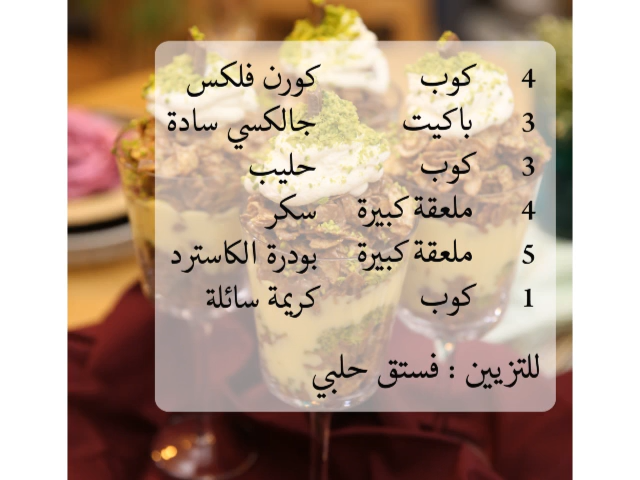 4 كوب كورن فلكس
3 باكيت جالكسي سادة
3 كوب حليب
4 ملعقة كبيرة سكر
5 ملعقة كبيرة بودرة الكاسترد
1 كوب كريمة سائلة
للتزيين : فستق حلبي